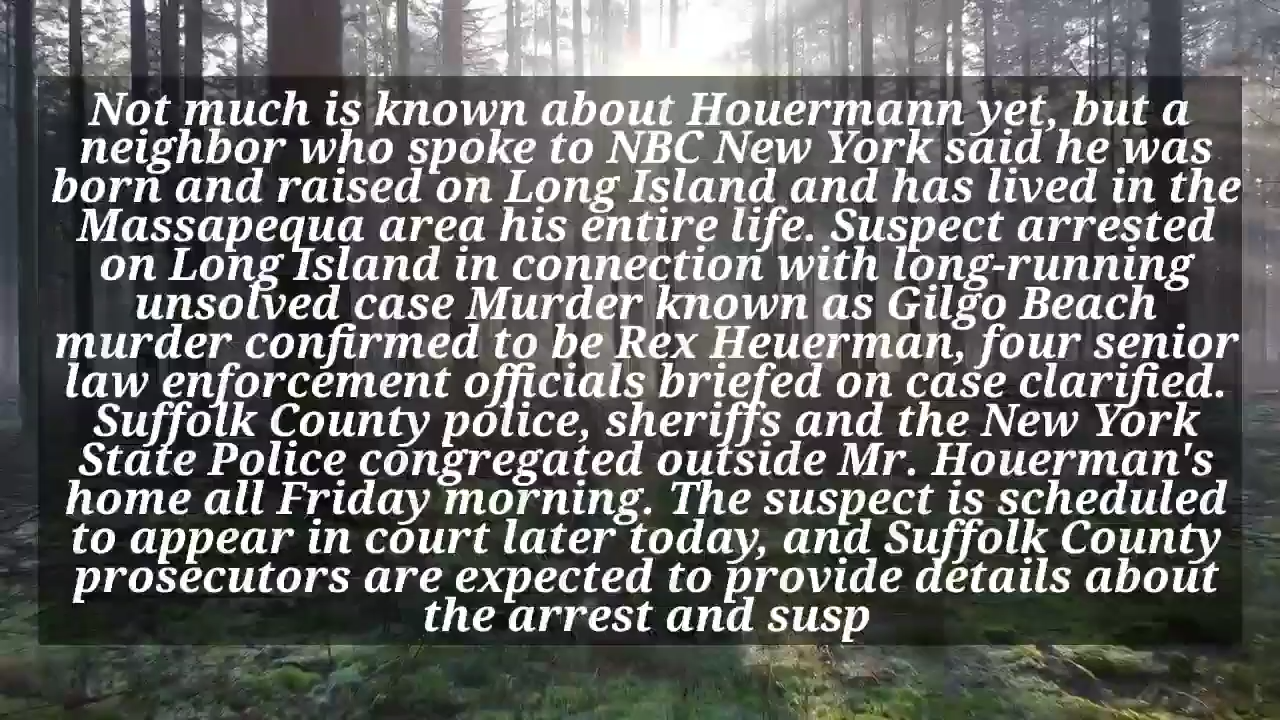 Not much is known about Houermann yet, but a
neighbor who spoke to NBC New York said he was
born and raised on Long Island and has lived in the
Massapequa area his entire life. Suspect arrested
on Long Island in connection with long-running
unsolved case Murder known as Gilgo Beach
murder confirmed to be Rex Heuerman, four senior
law enforcement officials briefed on case clarified.
Suffolk County police, sheriffs and the New York
State Police congregated outside Mr. Houerman's
home all Friday morning. The suspect is scheduled
to appear in court later today, and Suffolk County
prosecutors are expected to provide details about
the arrest and susp